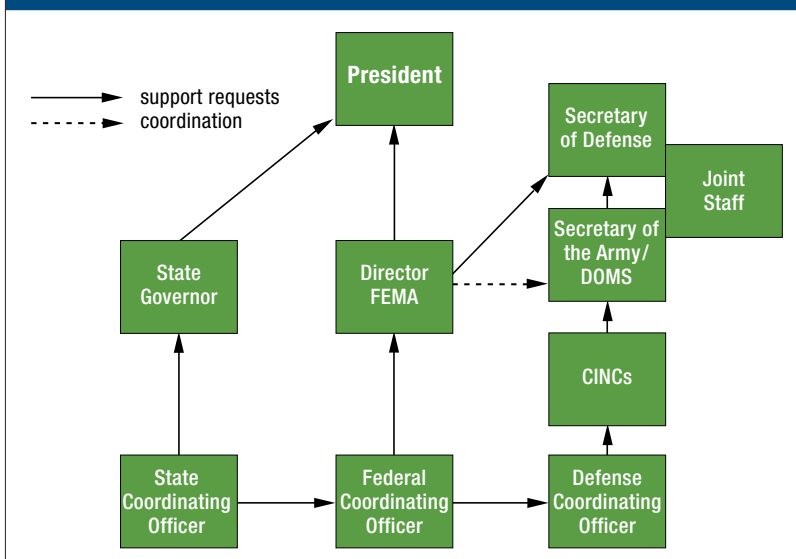 President
support requests
coordination
Secretary
of Defense
Joint
Staff
State
Governor
Director
FEMA
Secretary of
the Army/
DOMS
CINCs
State
Coordinating
Officer
Federal
Coordinating
Officer
Defense
Coordinating
Officer